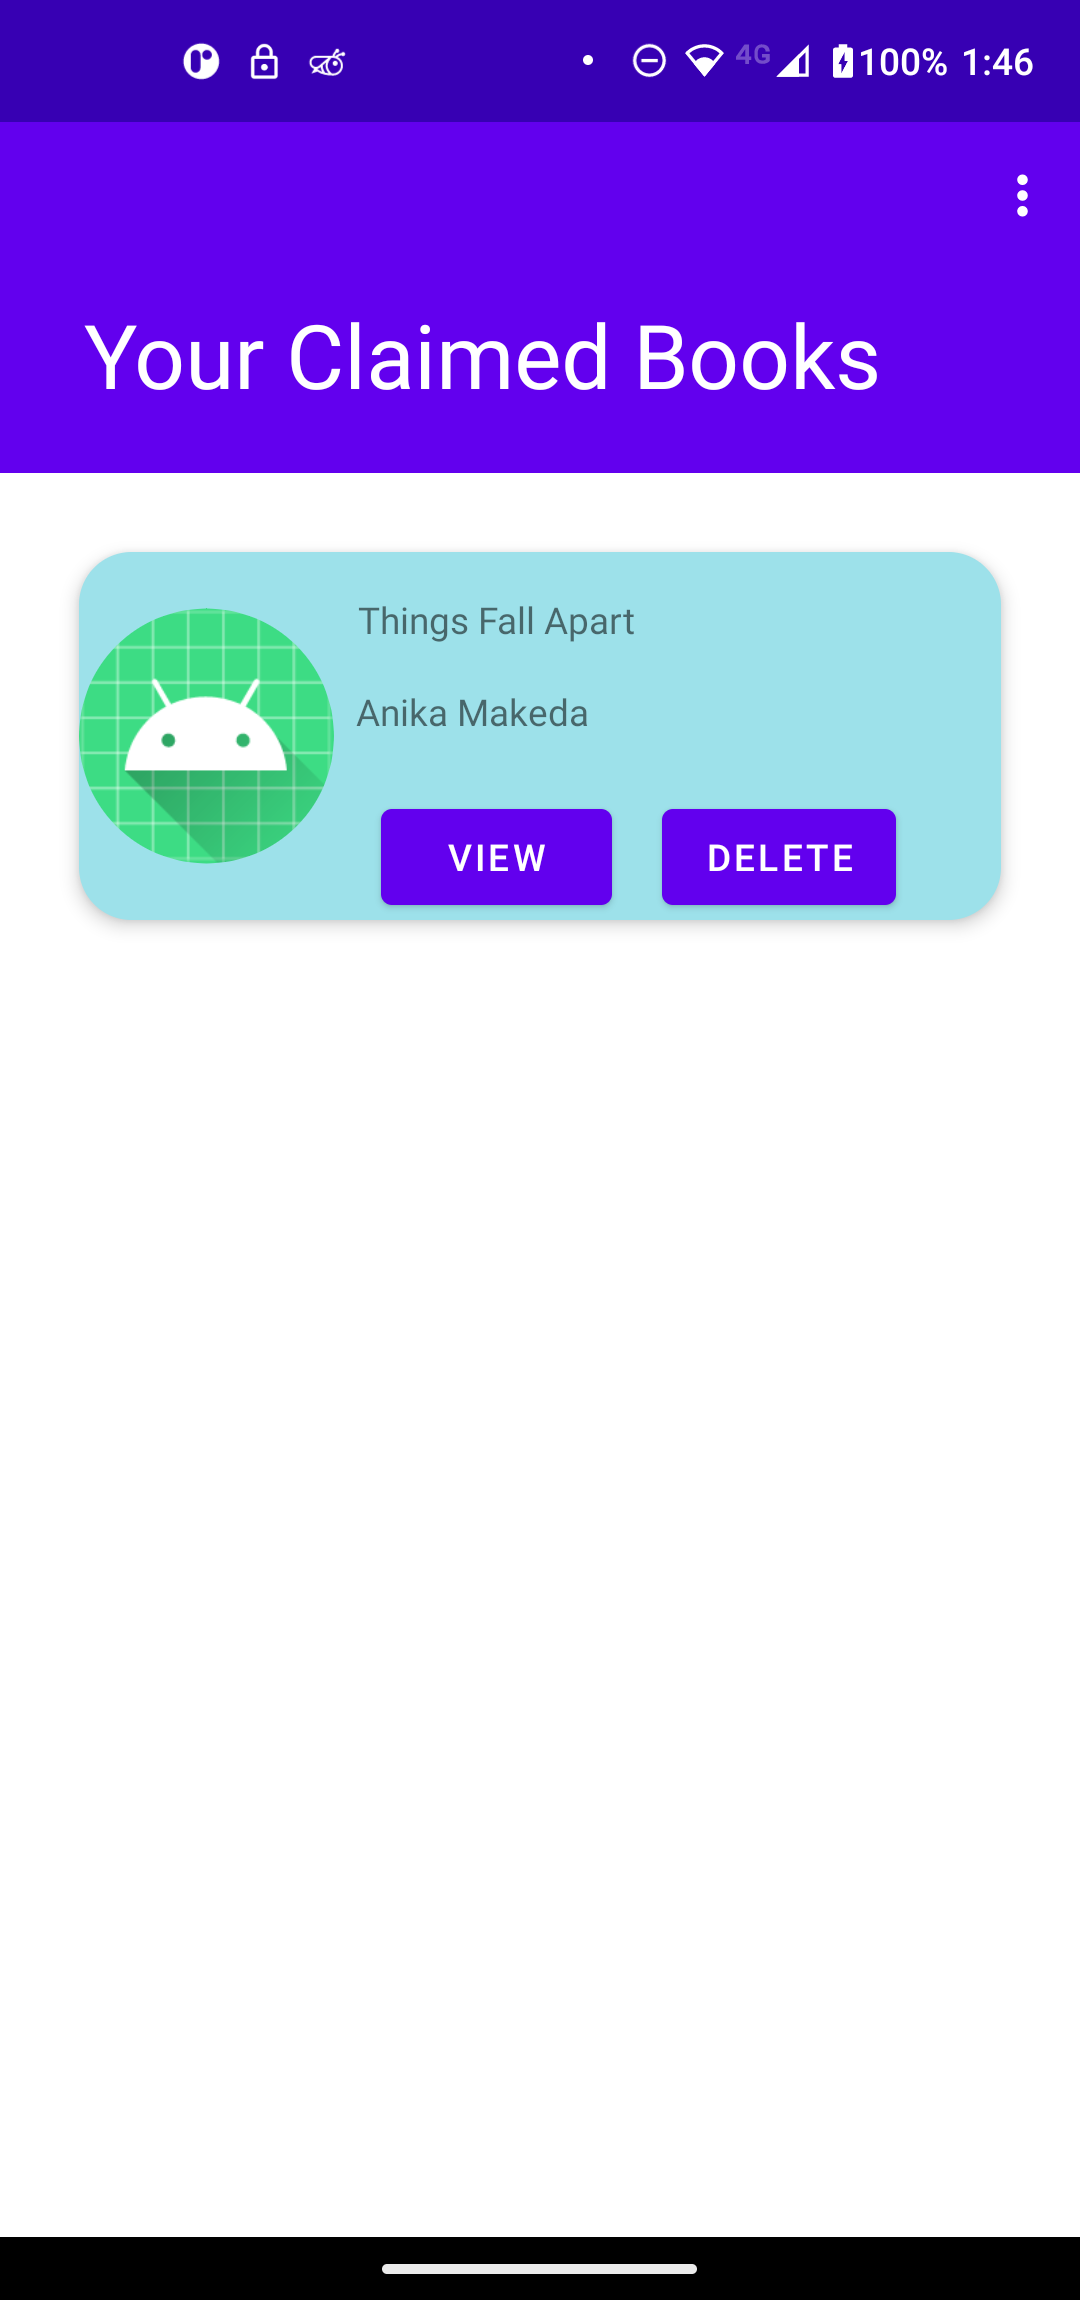 4G 100% 1:46
Your Claimed Books
Things Fall Apart
Anika Makeda
VIEW DELETE